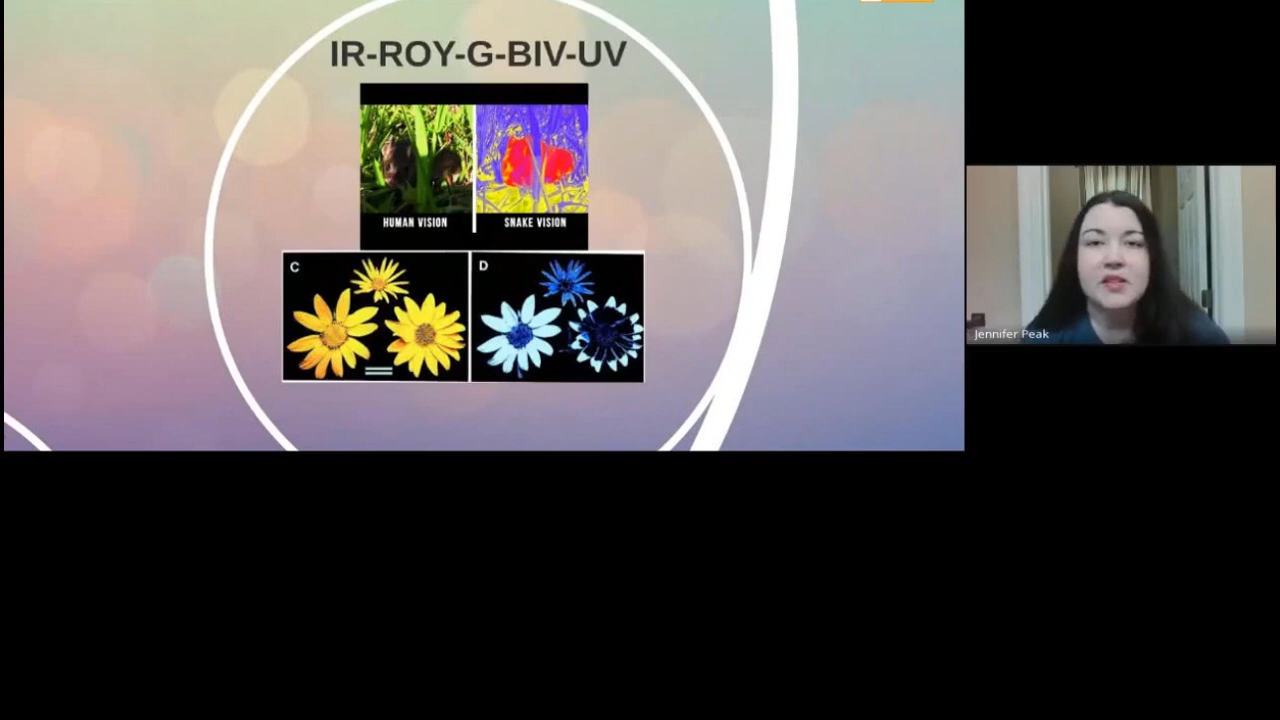 IR-ROY-G-BIV-UV
HUMAN VISION
SNAKE VISION
C
D
Jennifer Peak